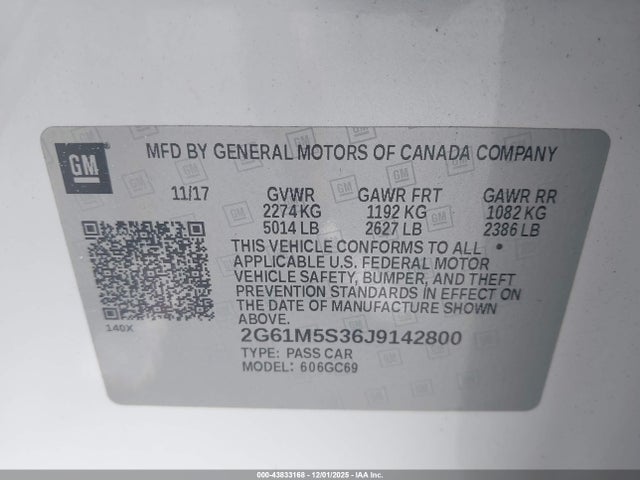 GM
MFD BY GENERAL MOTORS OF CANADA COMPANY
11/17 GVWR GAWR FRT GAWR RR
2274 KG 1192 KG 1082 KG
5014 LB 2627 LB 2386 LB
THIS VEHICLE CONFORMS TO ALL
APPLICABLE U.S. FEDERAL MOTOR
VEHICLE SAFETY, BUMPER, AND THEFT
PREVENTION STANDARDS IN EFFECT ON
THE DATE OF MANUFACTURE SHOWN
ABOVE.
140X
2G61M5S36J9142800
TYPE: PASS CAR
MODEL: 606GC69
000-43833168 - 12/01/2025 - IAA Inc.